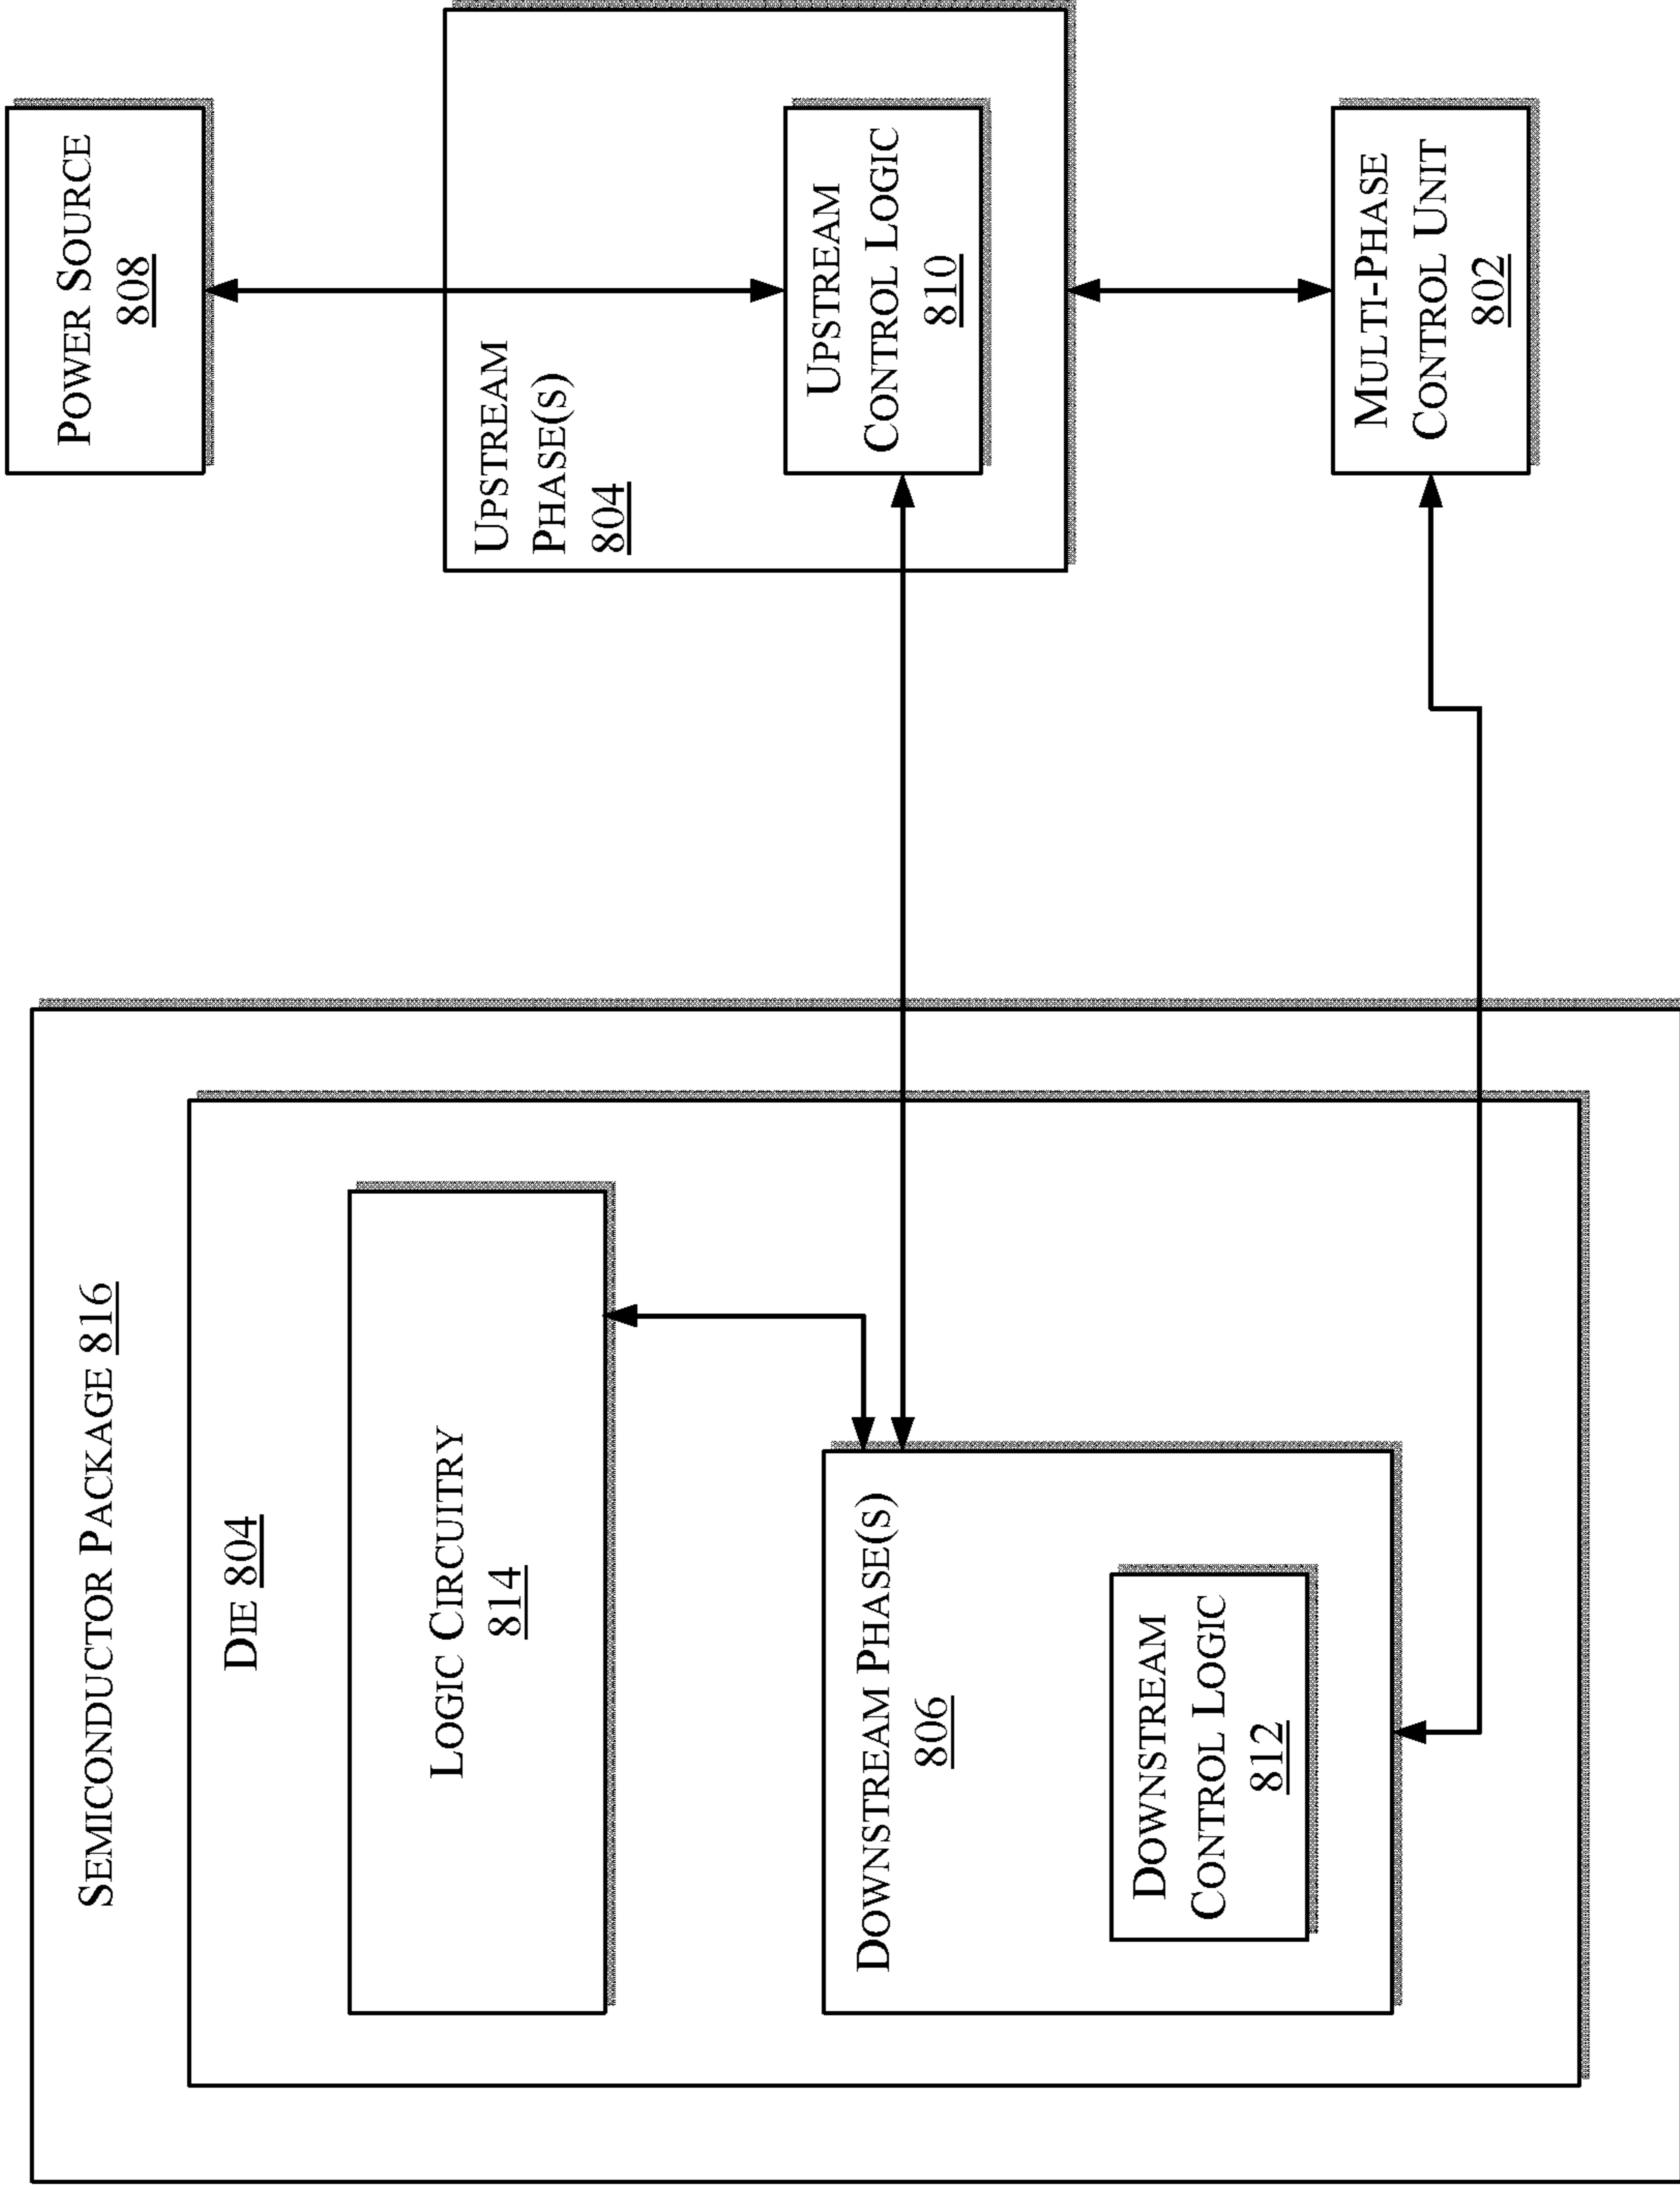 SEMICONDUCTOR PACKAGE 816
DIE 804
LOGIC CIRCUITRY
814
DOWNSTREAM PHASE(S)
806
DOWNSTREAM
CONTROL LOGIC
812
POWER SOURCE
808
UPSTREAM
PHASE(S)
804
UPSTREAM
CONTROL LOGIC
810
MULTI-PHASE
CONTROL UNIT
802